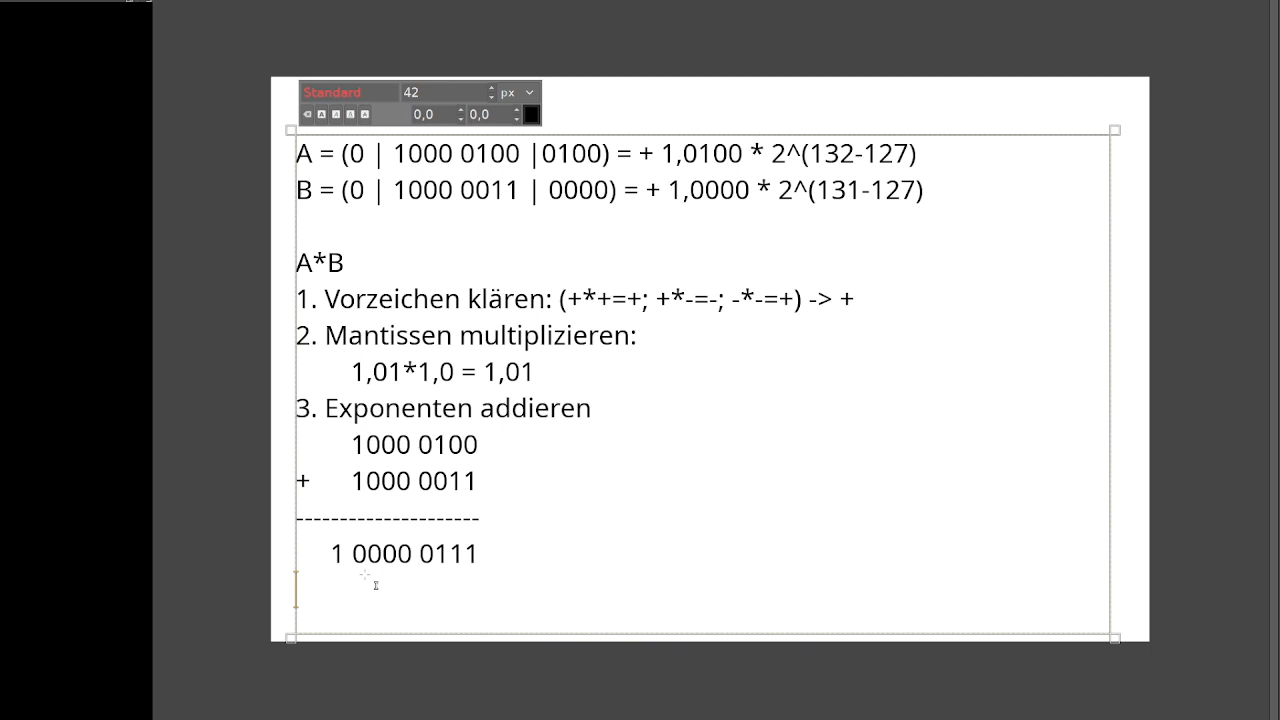 Standard 42 px
0,0 0,0
A = (0 | 1000 0100 |0100) = + 1,0100 * 2^(132-127)
B = (0 | 1000 0011 | 0000) = + 1,0000 * 2^(131-127)
A*B
1. Vorzeichen klären: (+*+=+; +*-=-; -*-=+) -> +
2. Mantissen multiplizieren:
1,01*1,0 = 1,01
3. Exponenten addieren
1000 0100
+ 1000 0011
---------------------
1 0000 0111